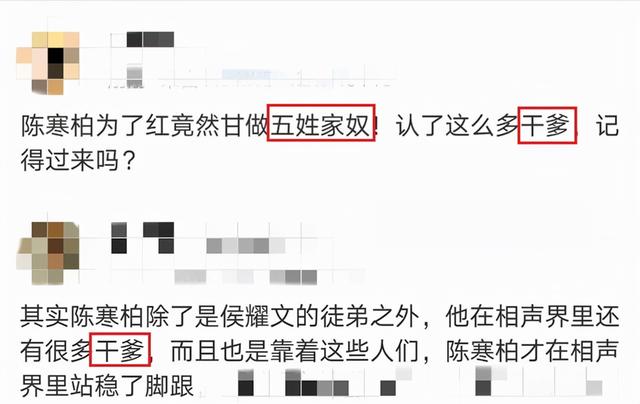 陈寒柏为了红竟然甘做五姓家奴！认了这么多干爹，记
得过来吗？
其实陈寒柏除了是侯耀文的徒弟之外，他在相声界里还
有很多干爹，而且也是靠着这些人们，陈寒柏才在相声
界里站稳了脚跟